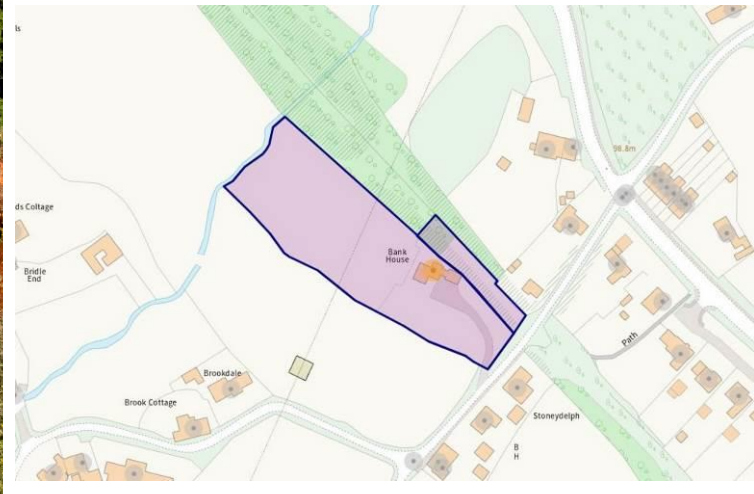 ls
98.8m
ds Cottage
Bank
House
Bridle
End
Path
Brookdale
Brook Cottage
Stoneydelph
B
H